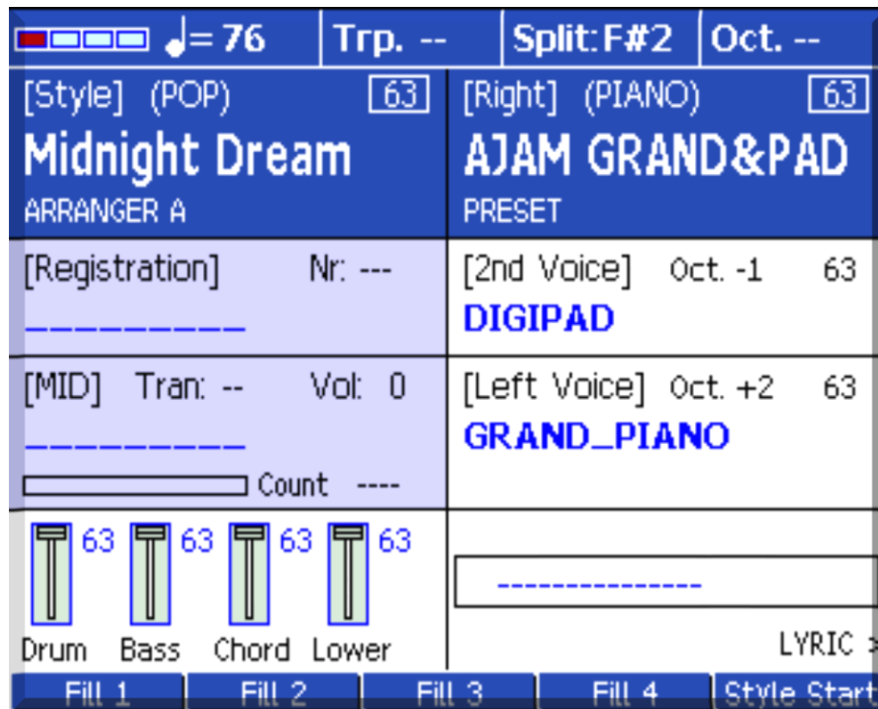 ♩= 76 Trp. -- Split:F#2 Oct. --
[Style] (POP) 63
Midnight Dream
ARRANGER A
[Right] (PIANO) 63
AJAM GRAND&PAD
PRESET
[Registration] Nr: ---
_________
[2nd Voice] Oct. -1 63
DIGIPAD
[MID] Tran: -- Vol: 0
_________
Count ----
[Left Voice] Oct. +2 63
GRAND_PIANO
63 63 63 63
Drum Bass Chord Lower
---------------
LYRIC >
Fill 1 Fill 2 Fill 3 Fill 4 Style Start